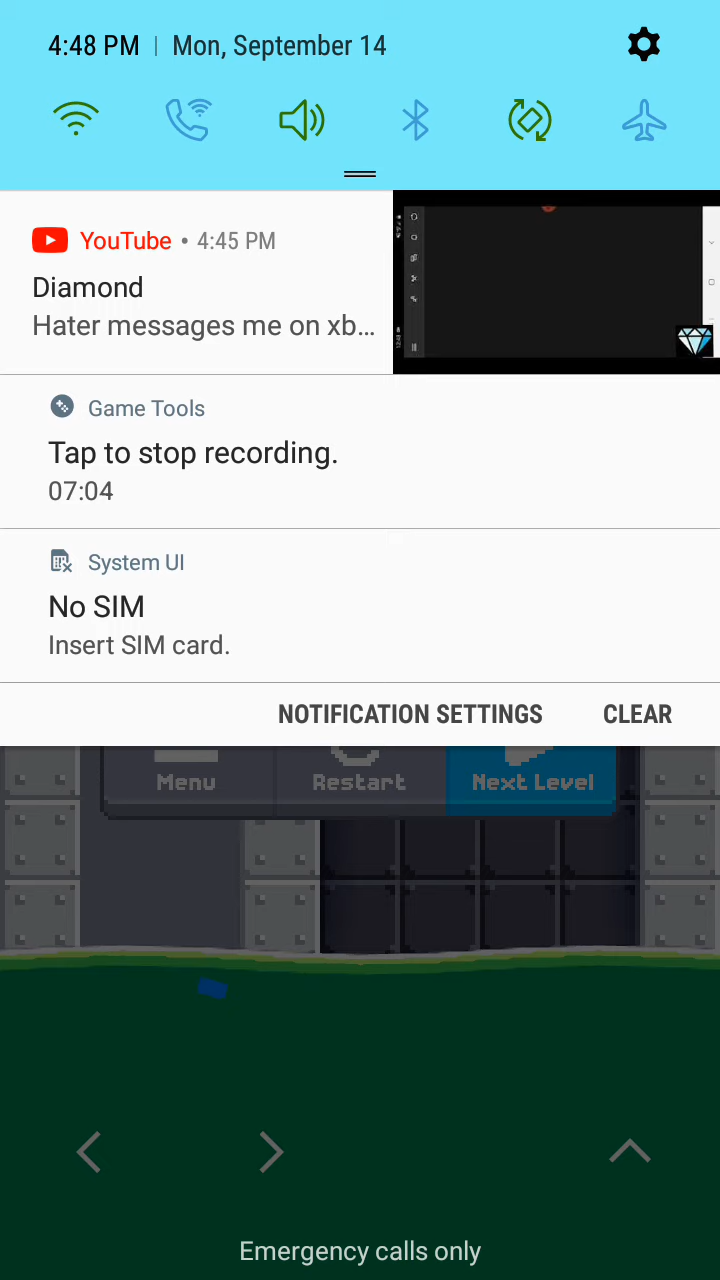 4:48 PM | Mon, September 14
YouTube • 4:45 PM
Diamond
Hater messages me on xb...
Game Tools
Tap to stop recording.
07:04
System UI
No SIM
Insert SIM card.
NOTIFICATION SETTINGS CLEAR
Menu Restart Next Level
Emergency calls only